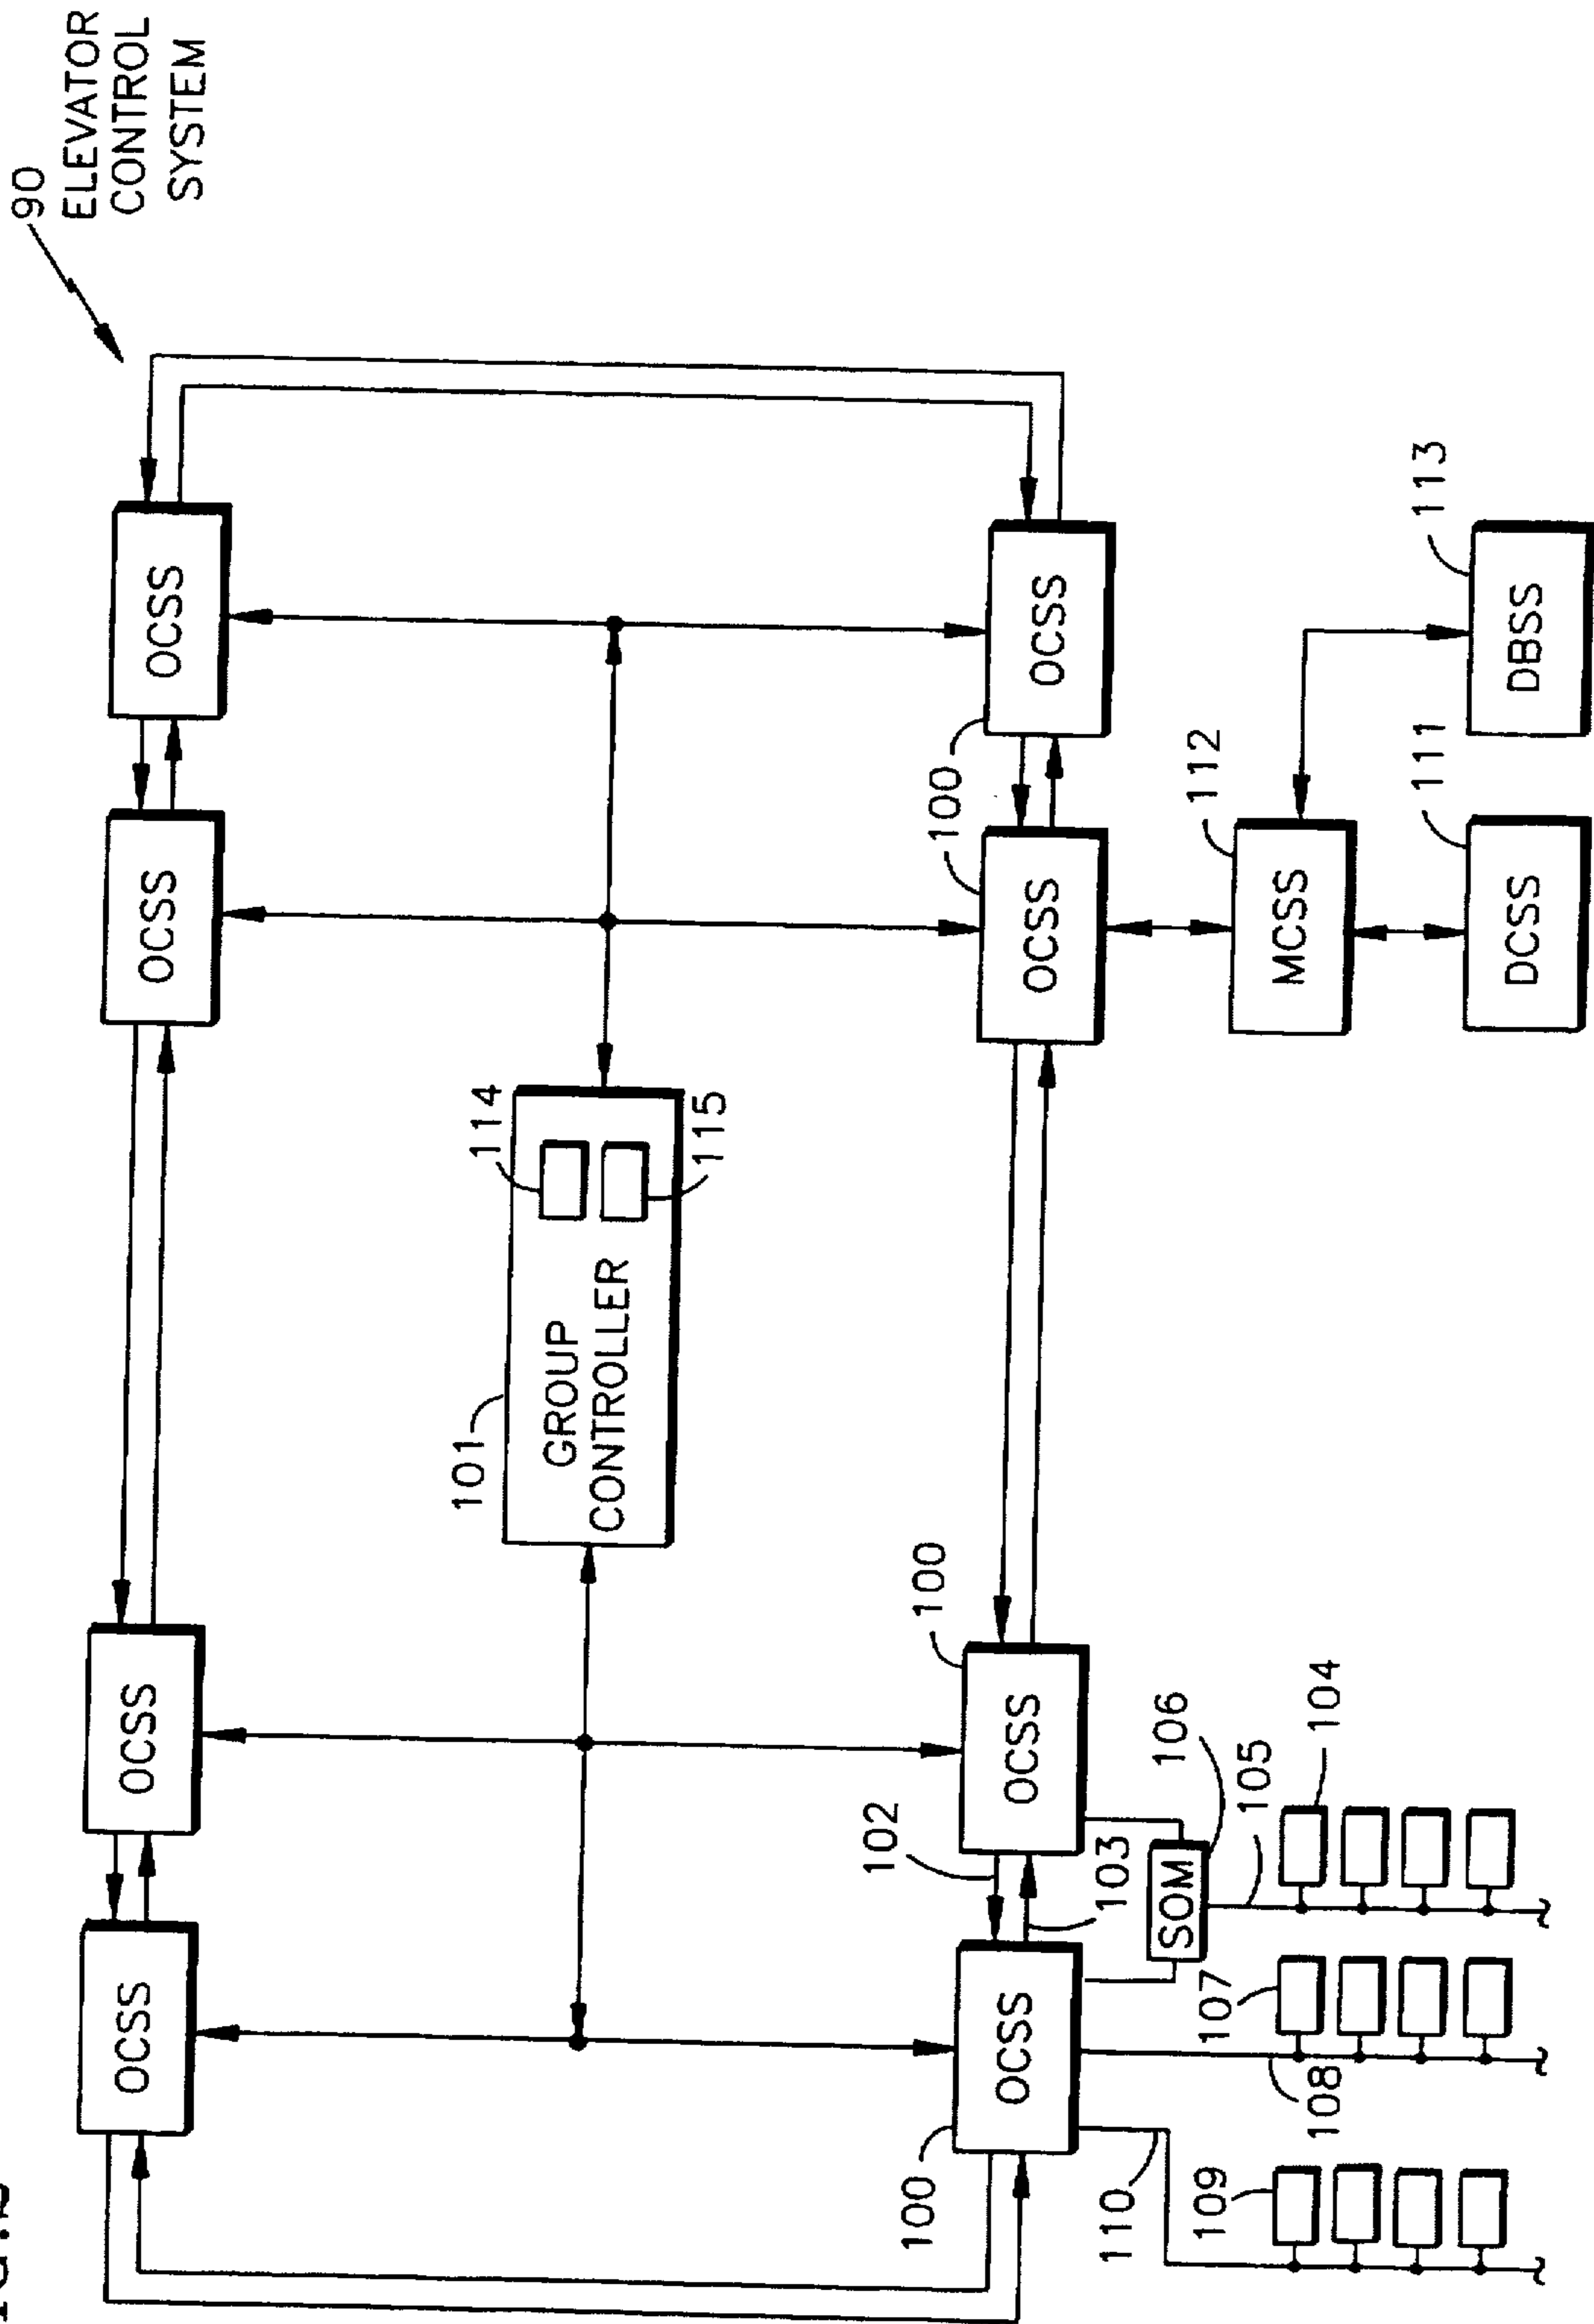 90
ELEVATOR
CONTROL
SYSTEM
OCSS
OCSS
OCSS
OCSS
101
GROUP
CONTROLLER
114
115
100
OCSS
102
103
100
OCSS
100
OCSS
100
OCSS
110
SOM
106
105
104
107
108
109
112
MCSS
111
DCSS
113
DBSS